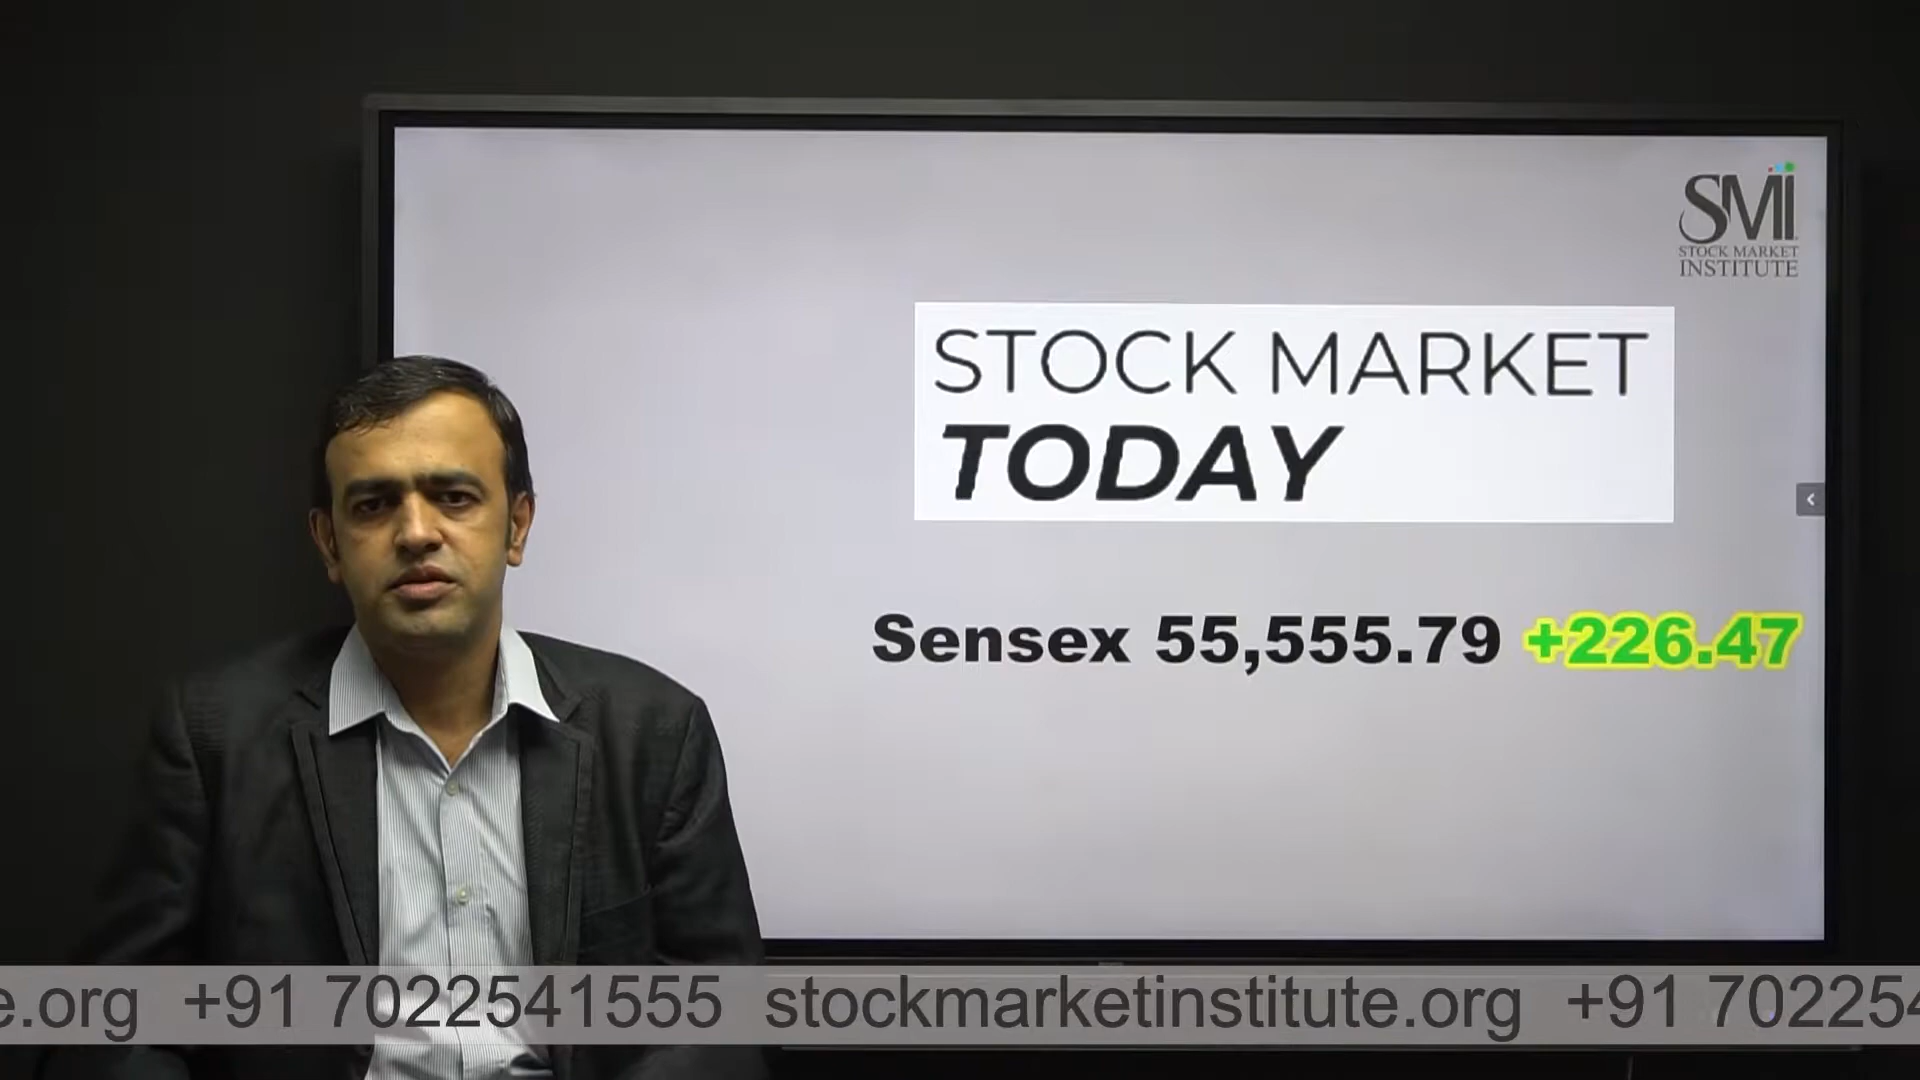 SMI
STOCK MARKET
INSTITUTE
STOCK MARKET
TODAY
Sensex 55,555.79 +226.47
e.org +91 7022541555 stockmarketinstitute.org +91 702254